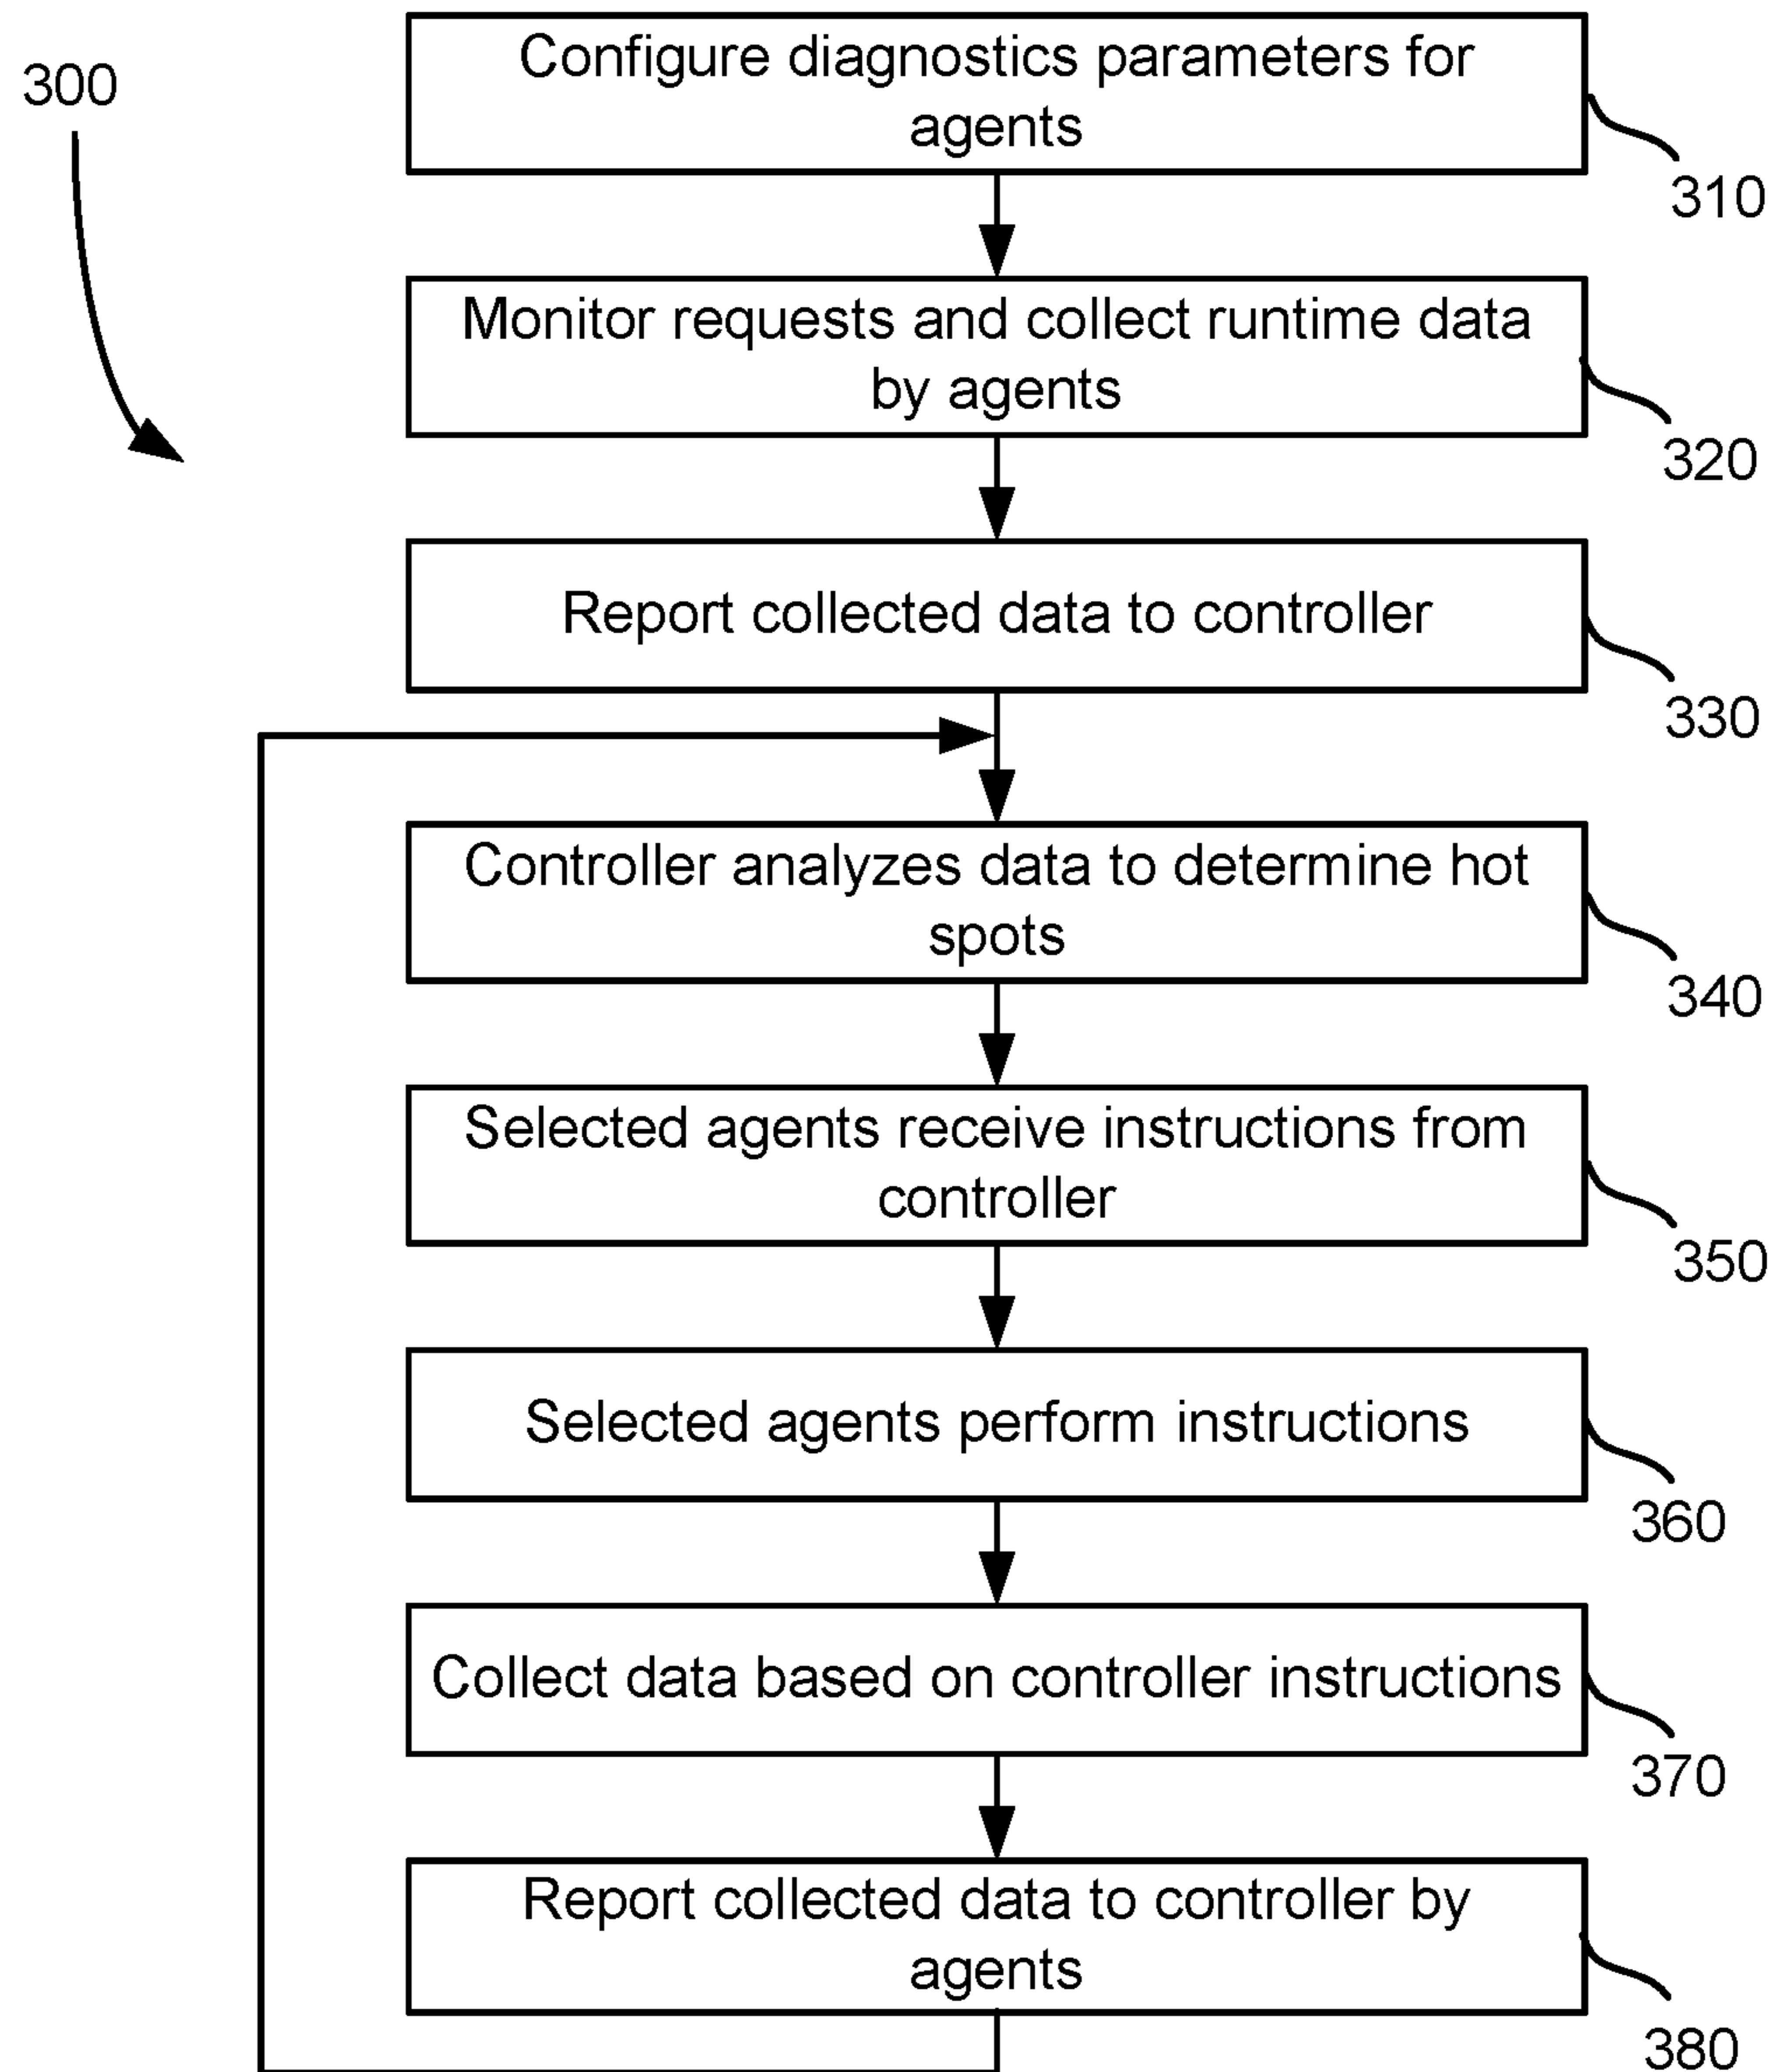 300
Configure diagnostics parameters for
agents
310
Monitor requests and collect runtime data
by agents
320
Report collected data to controller
330
Controller analyzes data to determine hot
spots
340
Selected agents receive instructions from
controller
350
Selected agents perform instructions
360
Collect data based on controller instructions
370
Report collected data to controller by
agents
380